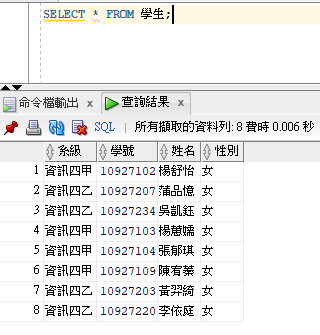 SELECT * FROM 學生;
命令檔輸出 x 查詢結果 x
SQL | 所有擷取的資料列: 8 費時 0.006 秒
系級 學號 姓名 性別
1 資訊四甲 10927102 楊舒怡 女
2 資訊四乙 10927207 蒲品憶 女
3 資訊四乙 10927234 吳凱鈺 女
4 資訊四甲 10927103 楊蕙嬬 女
5 資訊四甲 10927104 張郁琪 女
6 資訊四甲 10927109 陳宥蓁 女
7 資訊四乙 10927203 黃羿綺 女
8 資訊四乙 10927220 李依庭 女